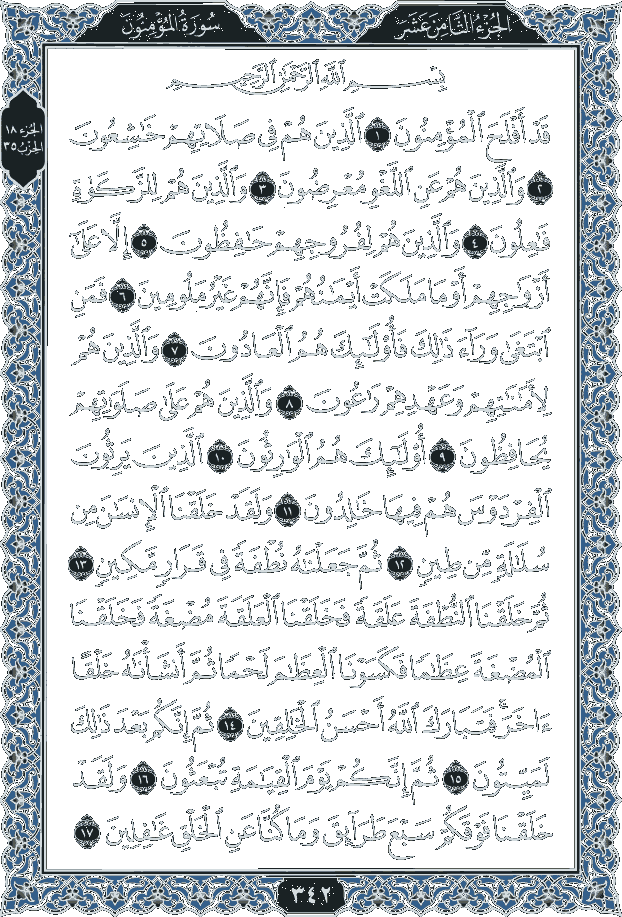 الجزء الثامن عشر
سورة المؤمنون
الجزء ١٨
الحزب ٣٥
بِسْمِ ٱللَّهِ ٱلرَّحْمَٰنِ ٱلرَّحِيمِ
قَدْ أَفْلَحَ ٱلْمُؤْمِنُونَ ١ ٱلَّذِينَ هُمْ فِى صَلَاتِهِمْ خَٰشِعُونَ
٢ وَٱلَّذِينَ هُمْ عَنِ ٱللَّغْوِ مُعْرِضُونَ ٣ وَٱلَّذِينَ هُمْ لِلزَّكَوٰةِ
فَٰعِلُونَ ٤ وَٱلَّذِينَ هُمْ لِفُرُوجِهِمْ حَٰفِظُونَ ٥ إِلَّا عَلَىٰٓ
أَزْوَٰجِهِمْ أَوْ مَا مَلَكَتْ أَيْمَٰنُهُمْ فَإِنَّهُمْ غَيْرُ مَلُومِينَ ٦ فَمَنِ
ٱبْتَغَىٰ وَرَآءَ ذَٰلِكَ فَأُو۟لَٰٓئِكَ هُمُ ٱلْعَادُونَ ٧ وَٱلَّذِينَ هُمْ
لِأَمَٰنَٰتِهِمْ وَعَهْدِهِمْ رَٰعُونَ ٨ وَٱلَّذِينَ هُمْ عَلَىٰ صَلَوَٰتِهِمْ
يُحَافِظُونَ ٩ أُو۟لَٰٓئِكَ هُمُ ٱلْوَٰرِثُونَ ١٠ ٱلَّذِينَ يَرِثُونَ
ٱلْفِرْدَوْسَ هُمْ فِيهَا خَٰلِدُونَ ١١ وَلَقَدْ خَلَقْنَا ٱلْإِنسَٰنَ مِن
سُلَٰلَةٍ مِّن طِينٍ ١٢ ثُمَّ جَعَلْنَٰهُ نُطْفَةً فِى قَرَارٍ مَّكِينٍ ١٣
ثُمَّ خَلَقْنَا ٱلنُّطْفَةَ عَلَقَةً فَخَلَقْنَا ٱلْعَلَقَةَ مُضْغَةً فَخَلَقْنَا
ٱلْمُضْغَةَ عِظَٰمًا فَكَسَوْنَا ٱلْعِظَٰمَ لَحْمًا ثُمَّ أَنشَأْنَٰهُ خَلْقًا
ءَاخَرَ فَتَبَارَكَ ٱللَّهُ أَحْسَنُ ٱلْخَٰلِقِينَ ١٤ ثُمَّ إِنَّكُم بَعْدَ ذَٰلِكَ
لَمَيِّتُونَ ١٥ ثُمَّ إِنَّكُمْ يَوْمَ ٱلْقِيَٰمَةِ تُبْعَثُونَ ١٦ وَلَقَدْ
خَلَقْنَا فَوْقَكُمْ سَبْعَ طَرَآئِقَ وَمَا كُنَّا عَنِ ٱلْخَلْقِ غَٰفِلِينَ ١٧
٣٤٢